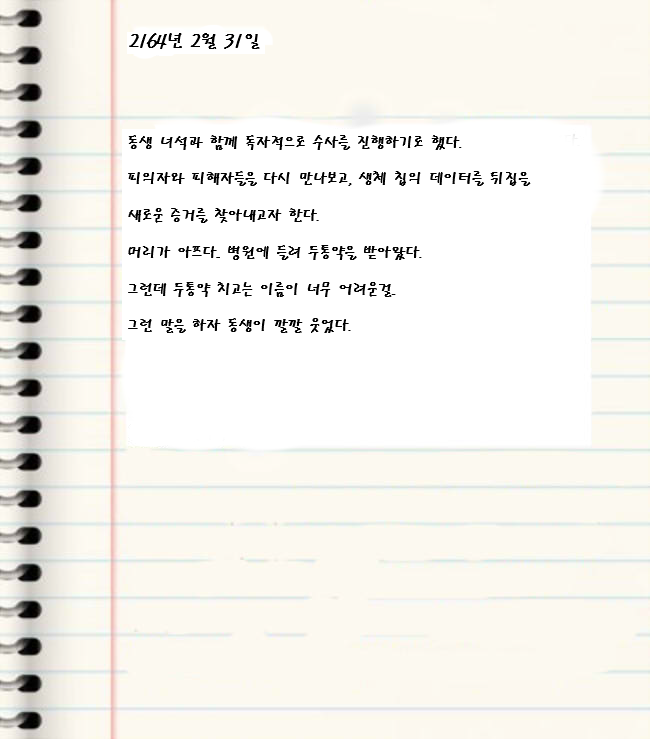 2164년 2월 31일
동생 녀석과 함께 독자적으로 수사를 진행하기로 했다.
피의자와 피해자들을 다시 만나보고, 생체 칩의 데이터를 뒤집을
새로운 증거를 찾아내고자 한다.
머리가 아프다. 병원에 들려 두통약을 받아왔다.
그런데 두통약 치고는 이름이 너무 어려운걸.
그런 말을 하자 동생이 깔깔 웃었다.